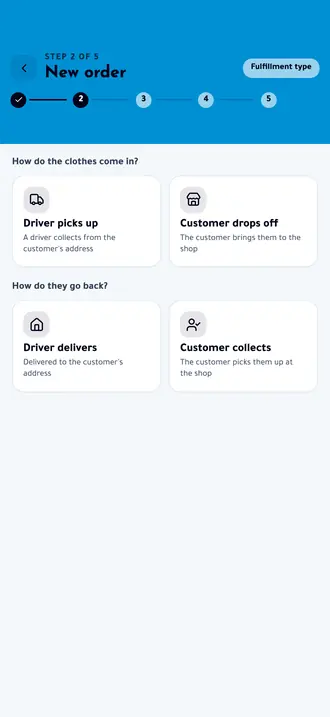 STEP 2 OF 5
New order
Fulfillment type
2
3
4
5
How do the clothes come in?
Driver picks up
A driver collects from the
customer's address
Customer drops off
The customer brings them to the
shop
How do they go back?
Driver delivers
Delivered to the customer's
address
Customer collects
The customer picks them up at
the shop